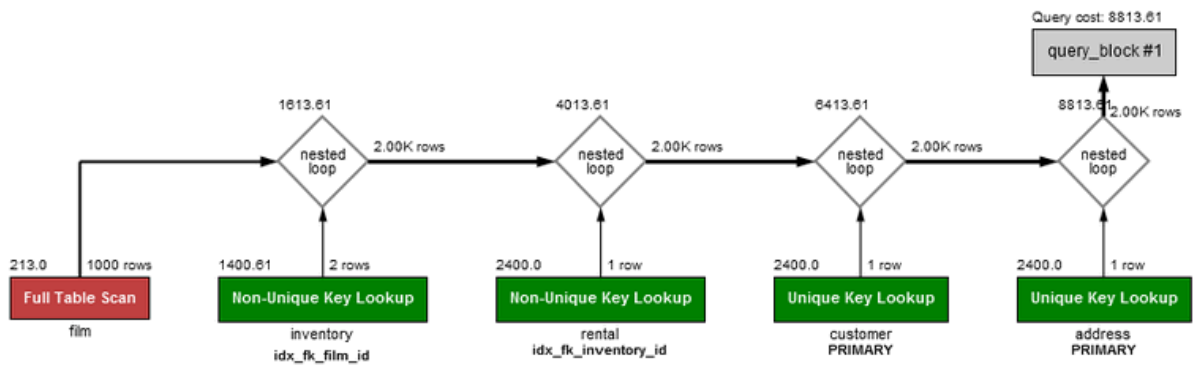 Query cost: 8813.61
query_block #1
1613.61
4013.61
6413.61
8813.61
2.00K rows
nested
loop
2.00K rows
nested
loop
2.00K rows
nested
loop
2.00K rows
nested
loop
213.0 1000 rows
1400.61 2 rows
2400.0 1 row
2400.0 1 row
2400.0 1 row
Full Table Scan
Non-Unique Key Lookup
Non-Unique Key Lookup
Unique Key Lookup
Unique Key Lookup
film
inventory
rental
customer
address
idx_fk_film_id
idx_fk_inventory_id
PRIMARY
PRIMARY